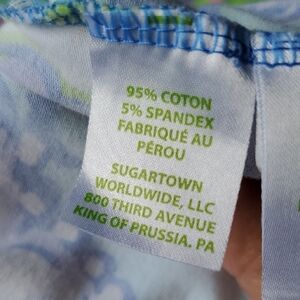 95% COTON
5% SPANDEX
FABRIQUÉ AU
PÉROU
SUGARTOWN
WORLDWIDE, LLC
800 THIRD AVENUE
KING OF PRUSSIA. PA